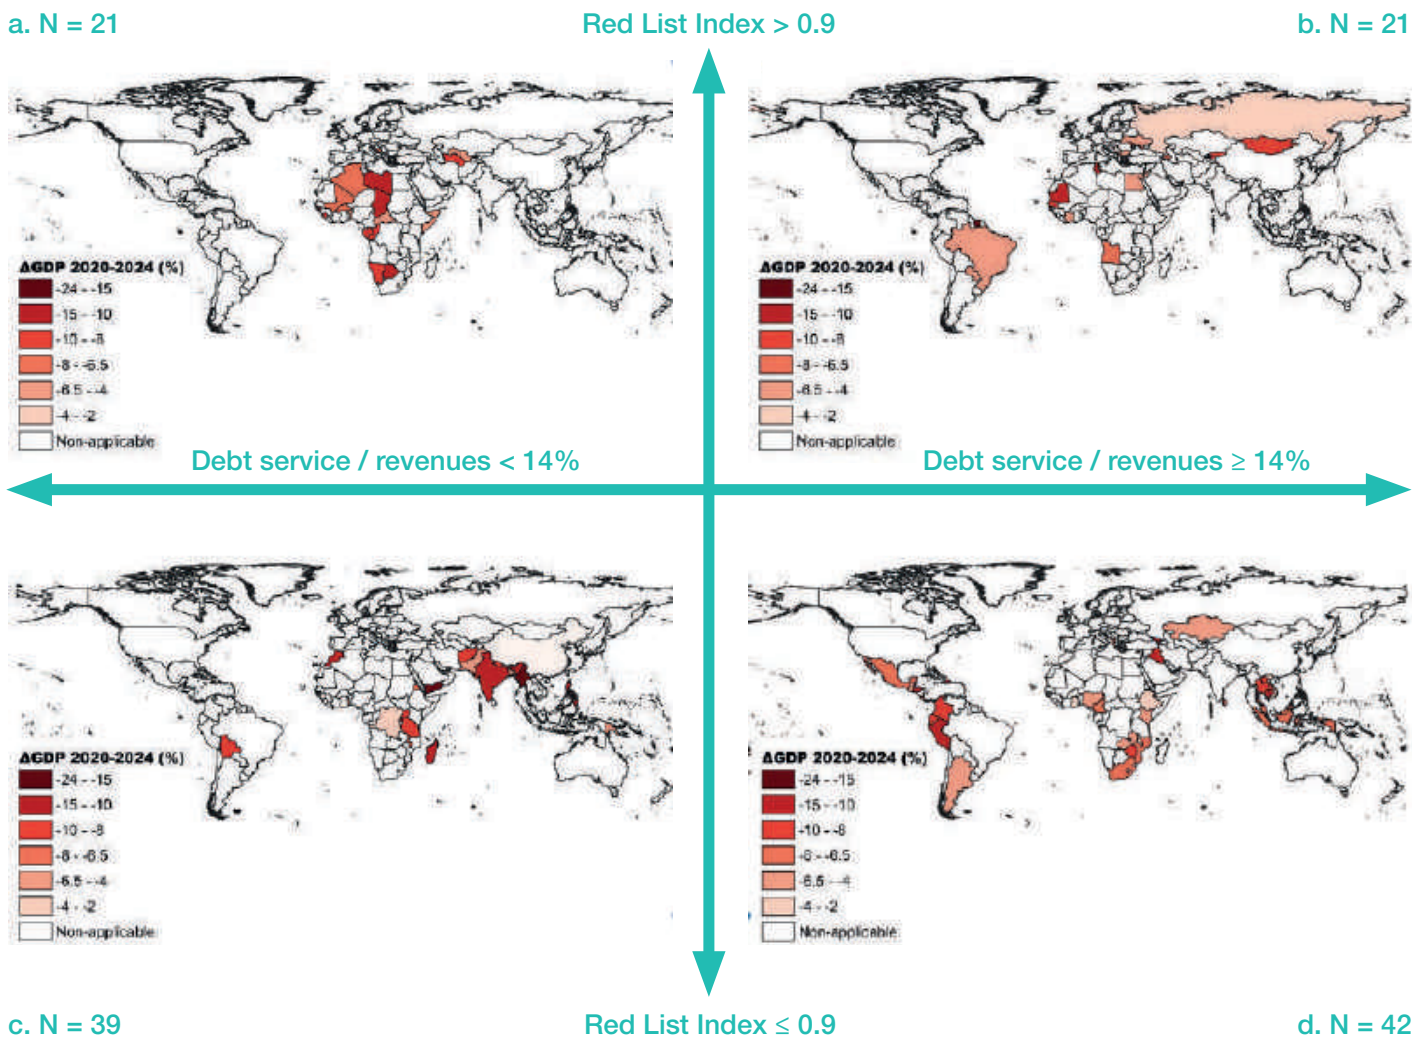 a. N = 21
Red List Index > 0.9
b. N = 21
ΔGDP 2020-2024 (%)
-24 - -15
-15 - -10
-10 - -8
-8 - -6.5
-6.5 - -4
-4 - -2
Non-applicable
ΔGDP 2020-2024 (%)
-24 - -15
-15 - -10
-10 - -8
-8 - -6.5
-6.5 - -4
-4 - -2
Non-applicable
Debt service / revenues < 14%
Debt service / revenues ≥ 14%
ΔGDP 2020-2024 (%)
-24 - -15
-15 - -10
-10 - -8
-8 - -6.5
-6.5 - -4
-4 - -2
Non-applicable
ΔGDP 2020-2024 (%)
-24 - -15
-15 - -10
-10 - -8
-8 - -6.5
-6.5 - -4
-4 - -2
Non-applicable
c. N = 39
Red List Index ≤ 0.9
d. N = 42